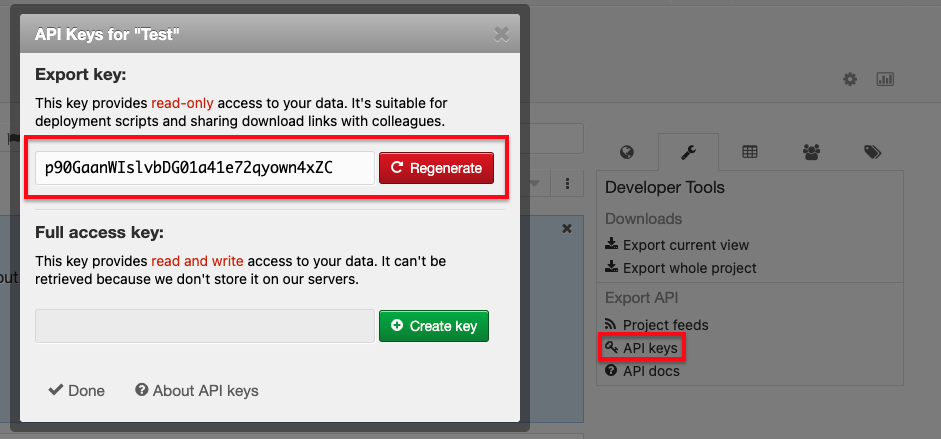 API Keys for "Test"
Export key:
This key provides read-only access to your data. It's suitable for
deployment scripts and sharing download links with colleagues.
p90GaanWIslvbDG01a41e72qyown4xZC
Regenerate
Full access key:
This key provides read and write access to your data. It can't be
retrieved because we don't store it on our servers.
Create key
Done
About API keys
out
Developer Tools
Downloads
Export current view
Export whole project
Export API
Project feeds
API keys
API docs